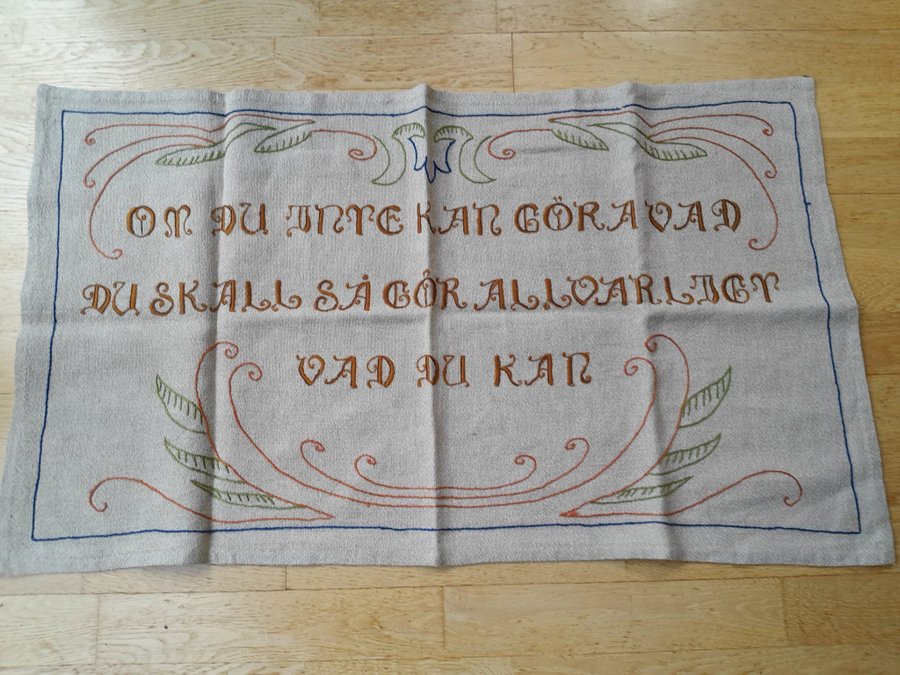 OM DU INTE KAN GÖRA VAD
DU SKALL SÅ GÖR ALLVARLIGT
VAD DU KAN